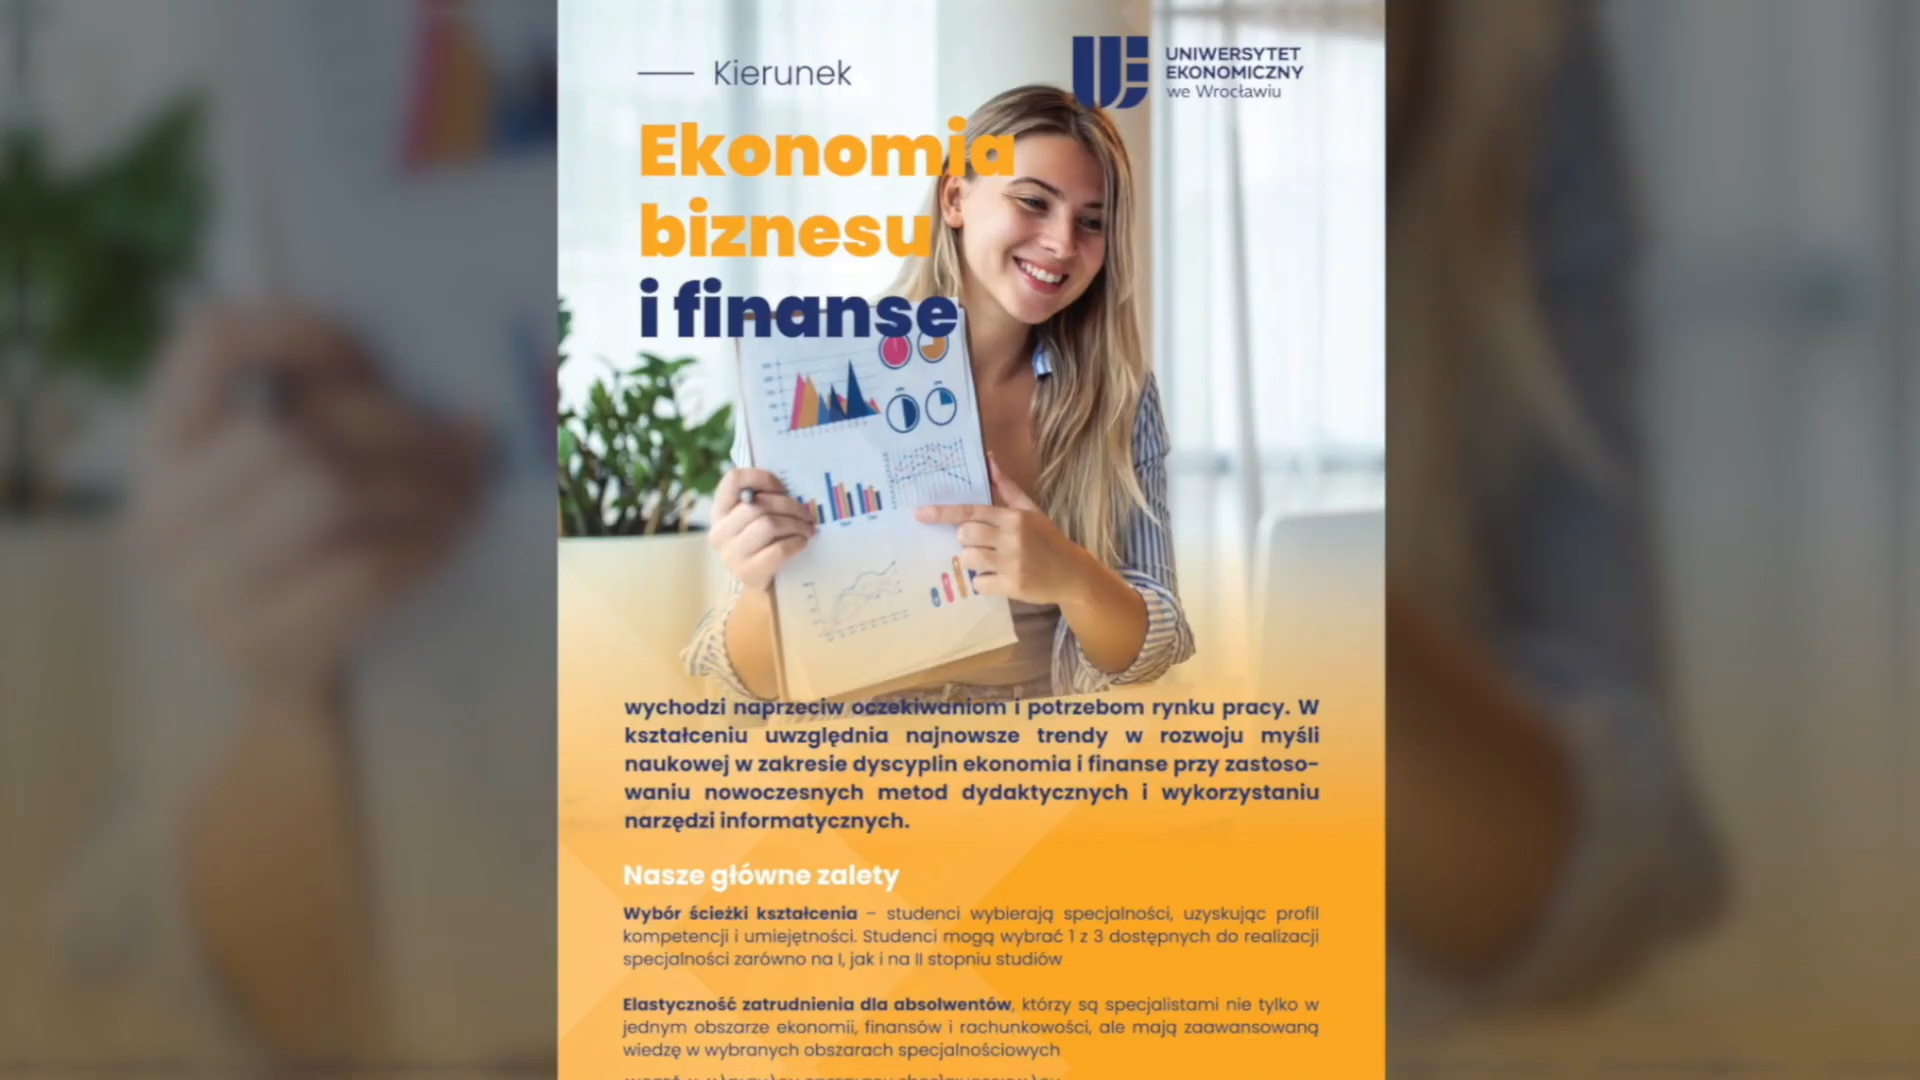 Kierunek
UNIWERSYTET
EKONOMICZNY
we Wrocławiu
Ekonomia
biznesu
i finanse
wychodzi naprzeciw oczekiwaniom i potrzebom rynku pracy. W
kształceniu uwzględnia najnowsze trendy w rozwoju myśli
naukowej w zakresie dyscyplin ekonomia i finanse przy zastoso-
waniu nowoczesnych metod dydaktycznych i wykorzystaniu
narzędzi informatycznych.
Nasze główne zalety
Wybór ścieżki kształcenia – studenci wybierają specjalności, uzyskując profil
kompetencji i umiejętności. Studenci mogą wybrać 1 z 3 dostępnych do realizacji
specjalności zarówno na I, jak i na II stopniu studiów
Elastyczność zatrudnienia dla absolwentów, którzy są specjalistami nie tylko w
jednym obszarze ekonomii, finansów i rachunkowości, ale mają zaawansowaną
wiedzę w wybranych obszarach specjalnościowych